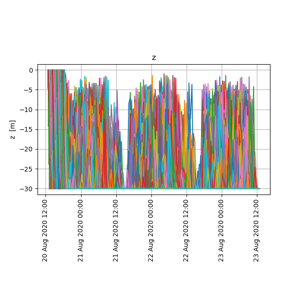 z
0
−5
−10
−15
−20
−25
−30
z [m]
20 Aug 2020 12:00
21 Aug 2020 00:00
21 Aug 2020 12:00
22 Aug 2020 00:00
22 Aug 2020 12:00
23 Aug 2020 00:00
23 Aug 2020 12:00